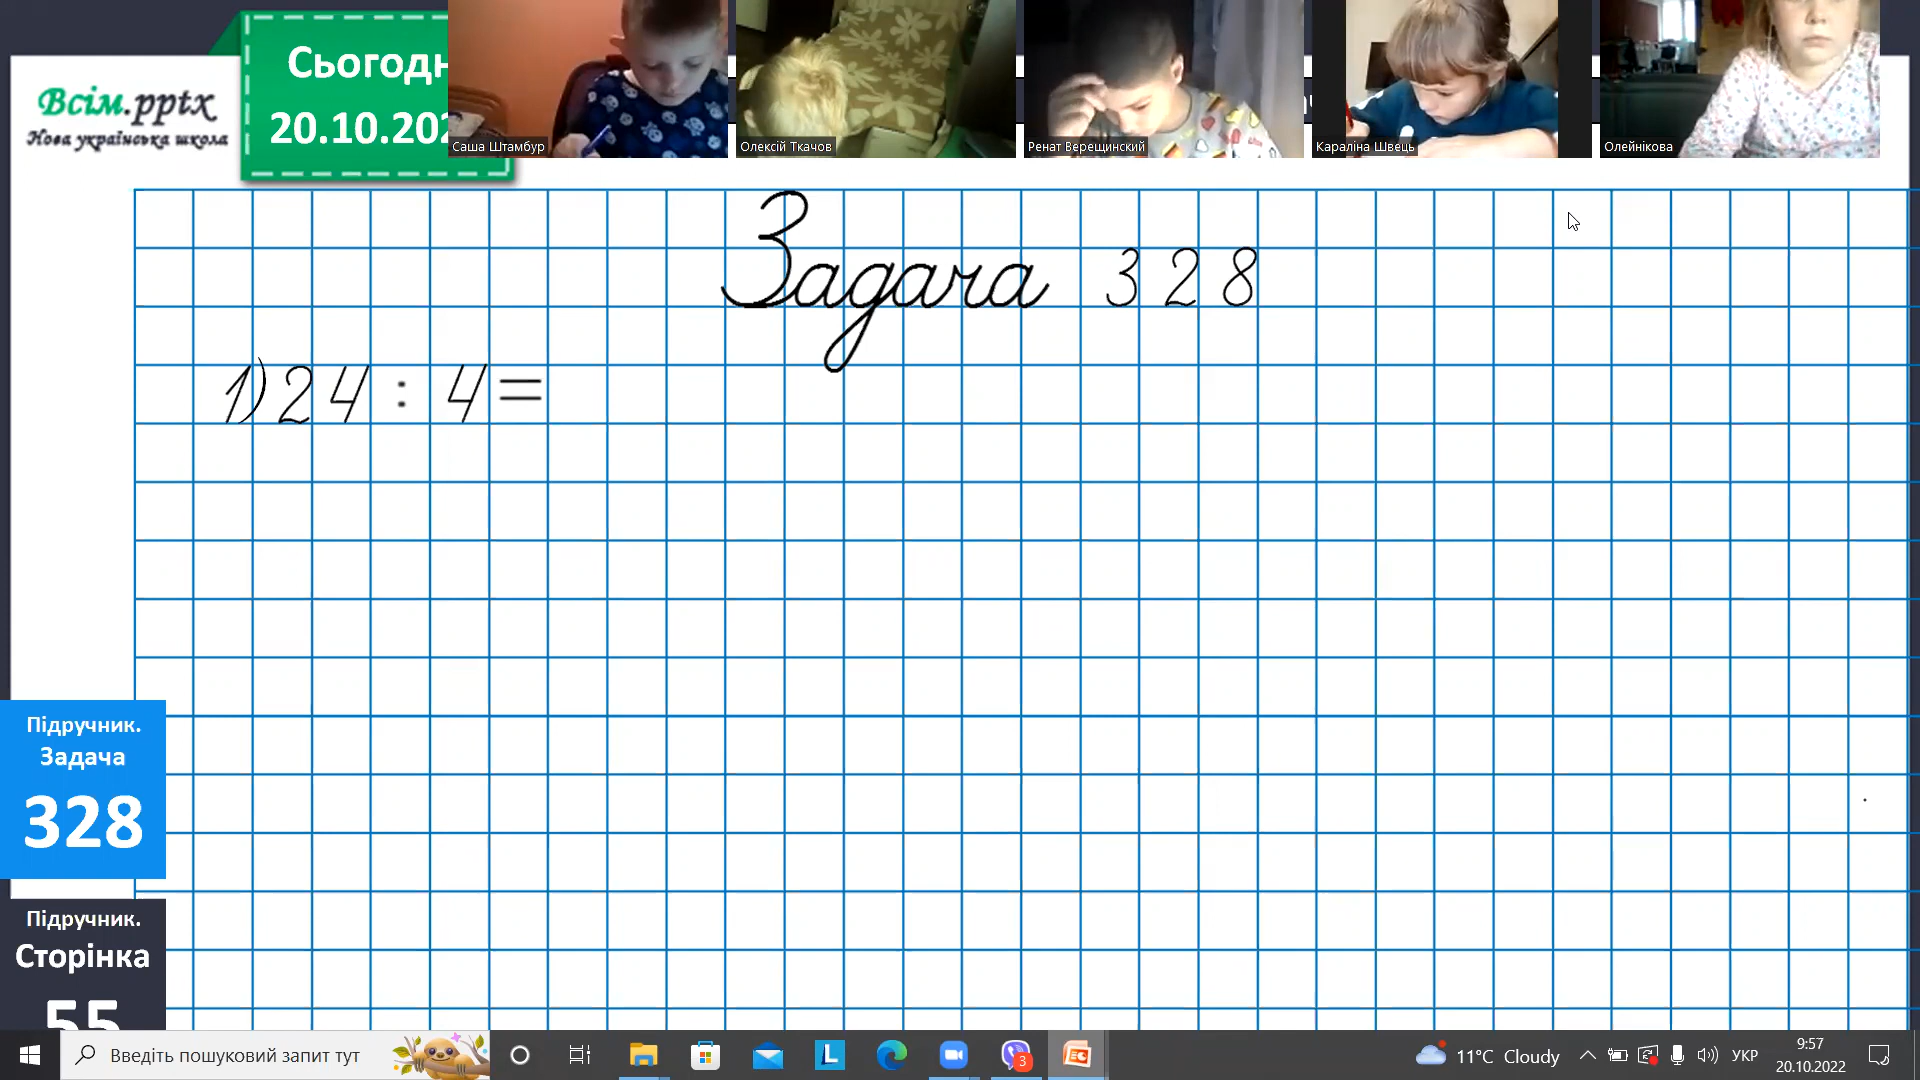 Всім.pptx
Нова українська школа
Сьогодн
20.10.202
Саша Штамбур
Олексій Ткачов
Ренат Верещинский
Караліна Швець
Олейнікова
Задача 328
1) 24 : 4 =
Підручник.
Задача
328
Підручник.
Сторінка
55
Введіть пошуковий запит тут
L
3
11°C Cloudy
УКР
9:57
20.10.2022